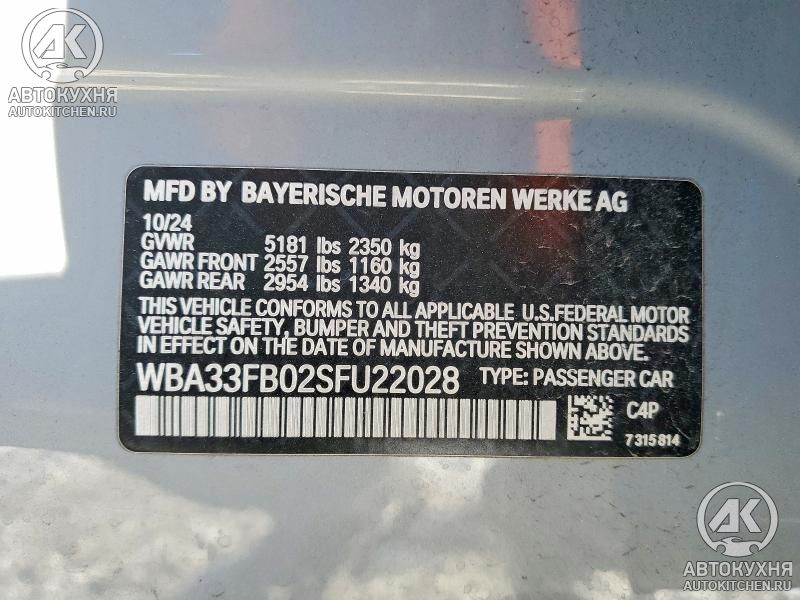 AK
АВТОКУХНЯ
AUTOKITCHEN.RU
MFD BY BAYERISCHE MOTOREN WERKE AG
10/24
GVWR 5181 lbs 2350 kg
GAWR FRONT 2557 lbs 1160 kg
GAWR REAR 2954 lbs 1340 kg
THIS VEHICLE CONFORMS TO ALL APPLICABLE U.S.FEDERAL MOTOR
VEHICLE SAFETY, BUMPER AND THEFT PREVENTION STANDARDS
IN EFFECT ON THE DATE OF MANUFACTURING SHOWN ABOVE.
WBA33FB02SFU22028 TYPE: PASSENGER CAR
C4P
7315814
AK
АВТОКУХНЯ
AUTOKITCHEN.RU